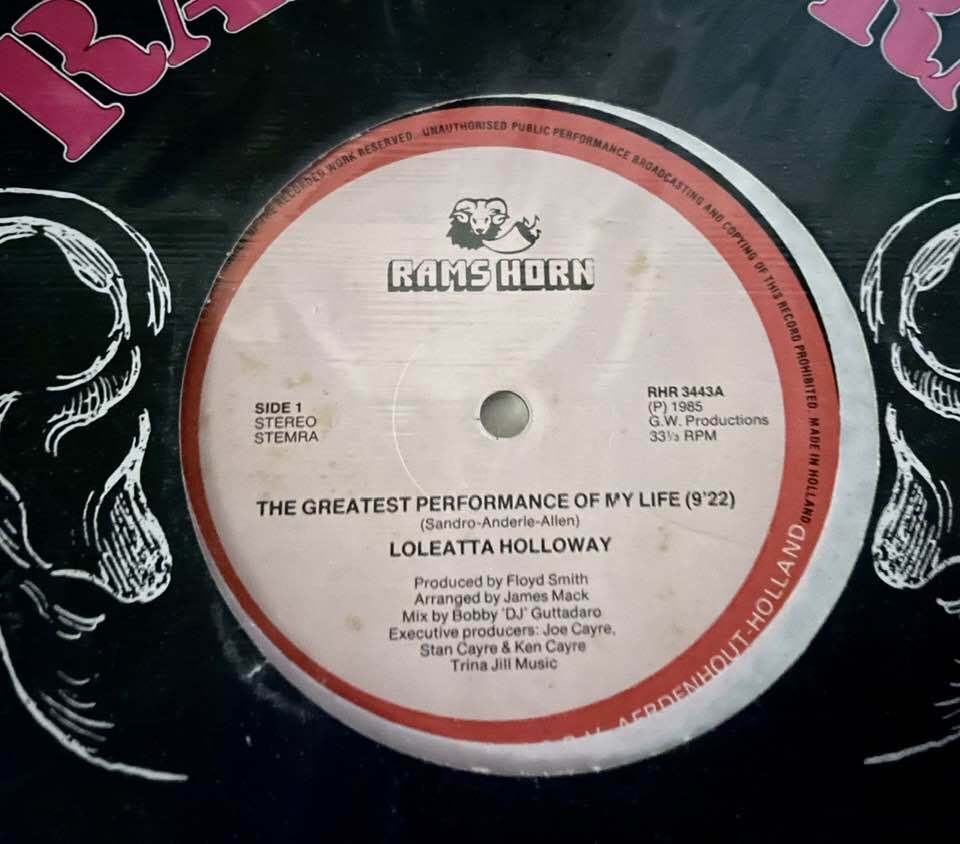 RA
R
RECORDED WORK RESERVED. UNAUTHORISED PUBLIC PERFORMANCE BROADCASTING AND COPYING OF THIS RECORD PROHIBITED. MADE IN HOLLAND
RAMS HORN
SIDE 1
STEREO
STEMRA
RHR 3443A
(P) 1985
G.W. Productions
33⅓ RPM
THE GREATEST PERFORMANCE OF MY LIFE (9'22)
(Sandro-Anderle-Allen)
LOLEATTA HOLLOWAY
Produced by Floyd Smith
Arranged by James Mack
Mix by Bobby 'DJ' Guttadaro
Executive producers: Joe Cayre,
Stan Cayre & Ken Cayre
Trina Jill Music
AERDENHOUT-HOLLAND